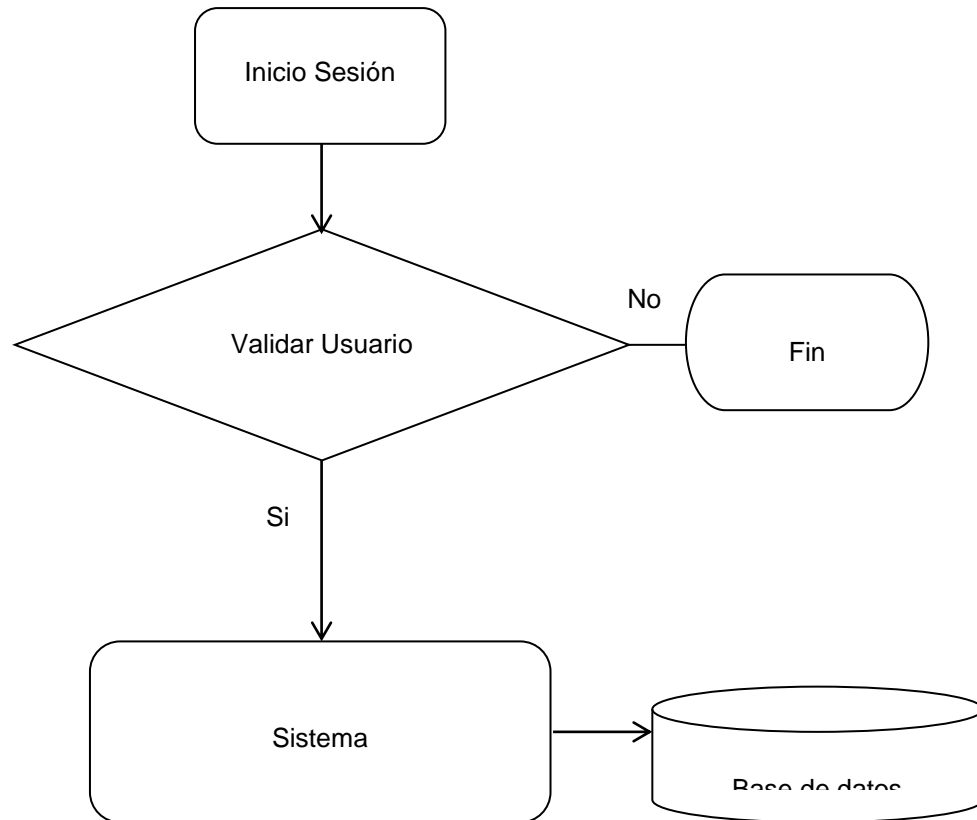 Inicio Sesión
No
Validar Usuario
Fin
Si
Sistema
Base de datos